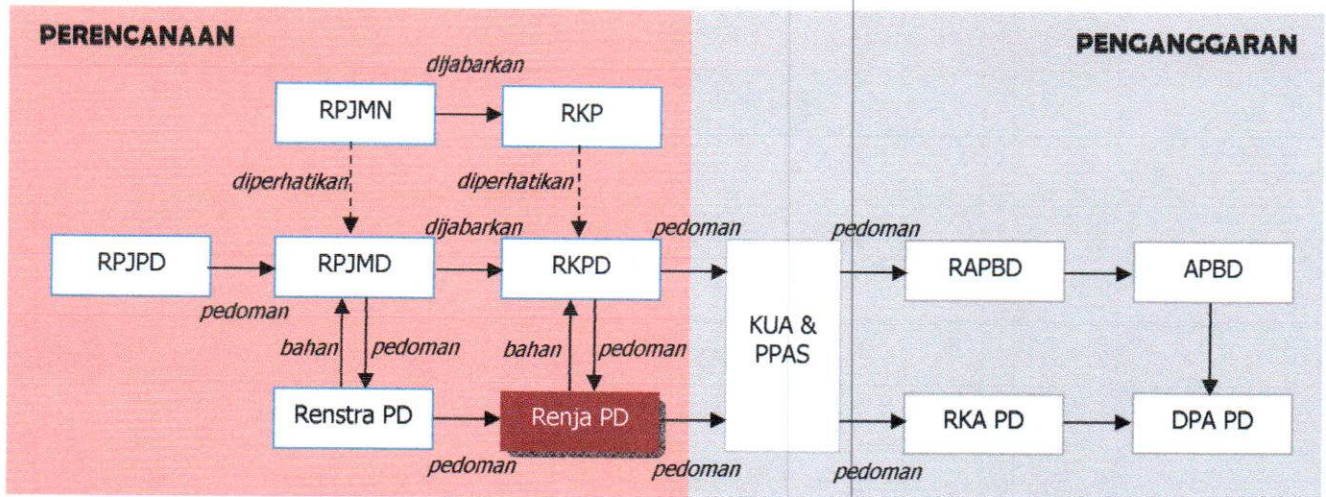 PERENCANAAN
PENGANGGARAN
dijabarkan
RPJMN
RKP
diperhatikan
diperhatikan
dijabarkan
pedoman
pedoman
RPJPD
RPJMD
RKPD
RAPBD
APBD
pedoman
KUA &
PPAS
bahan
pedoman
bahan
pedoman
Renstra PD
Renja PD
RKA PD
DPA PD
pedoman
pedoman
pedoman